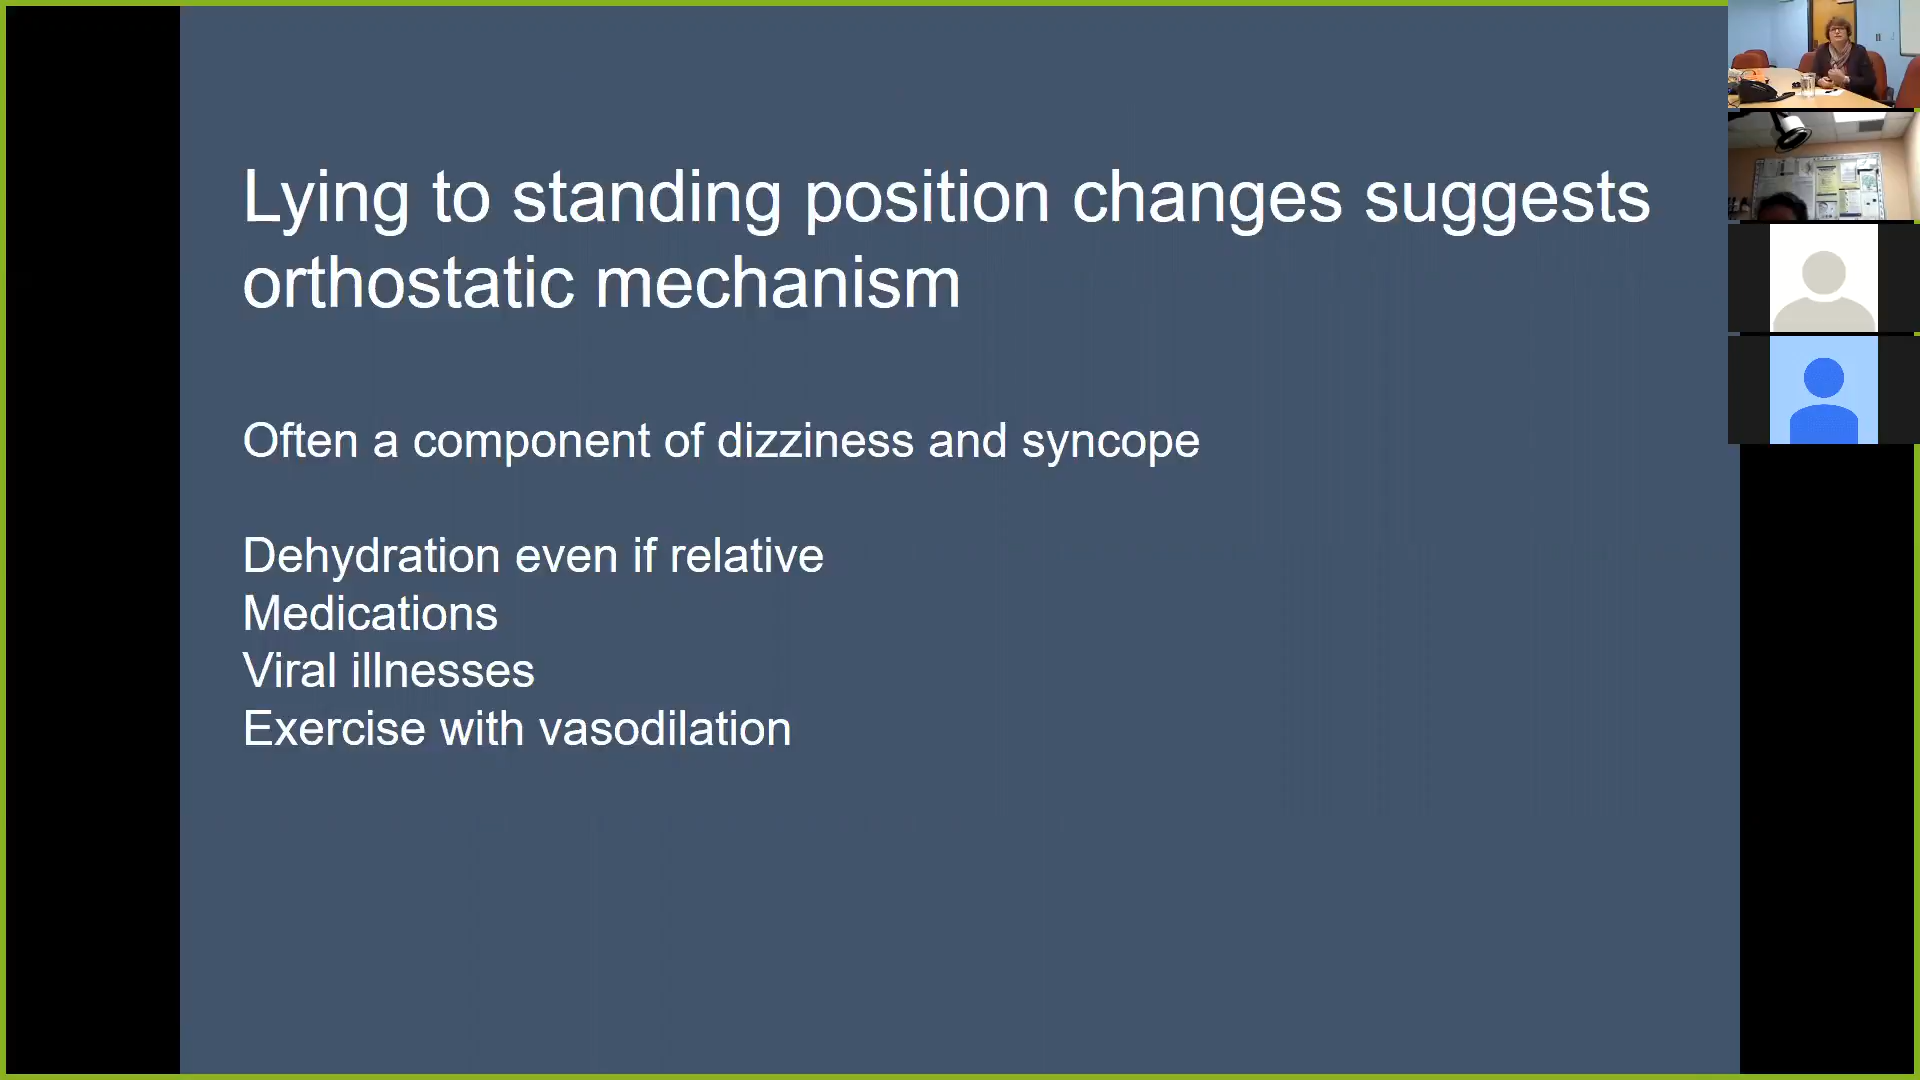 Lying to standing position changes suggests
orthostatic mechanism
Often a component of dizziness and syncope
Dehydration even if relative
Medications
Viral illnesses
Exercise with vasodilation